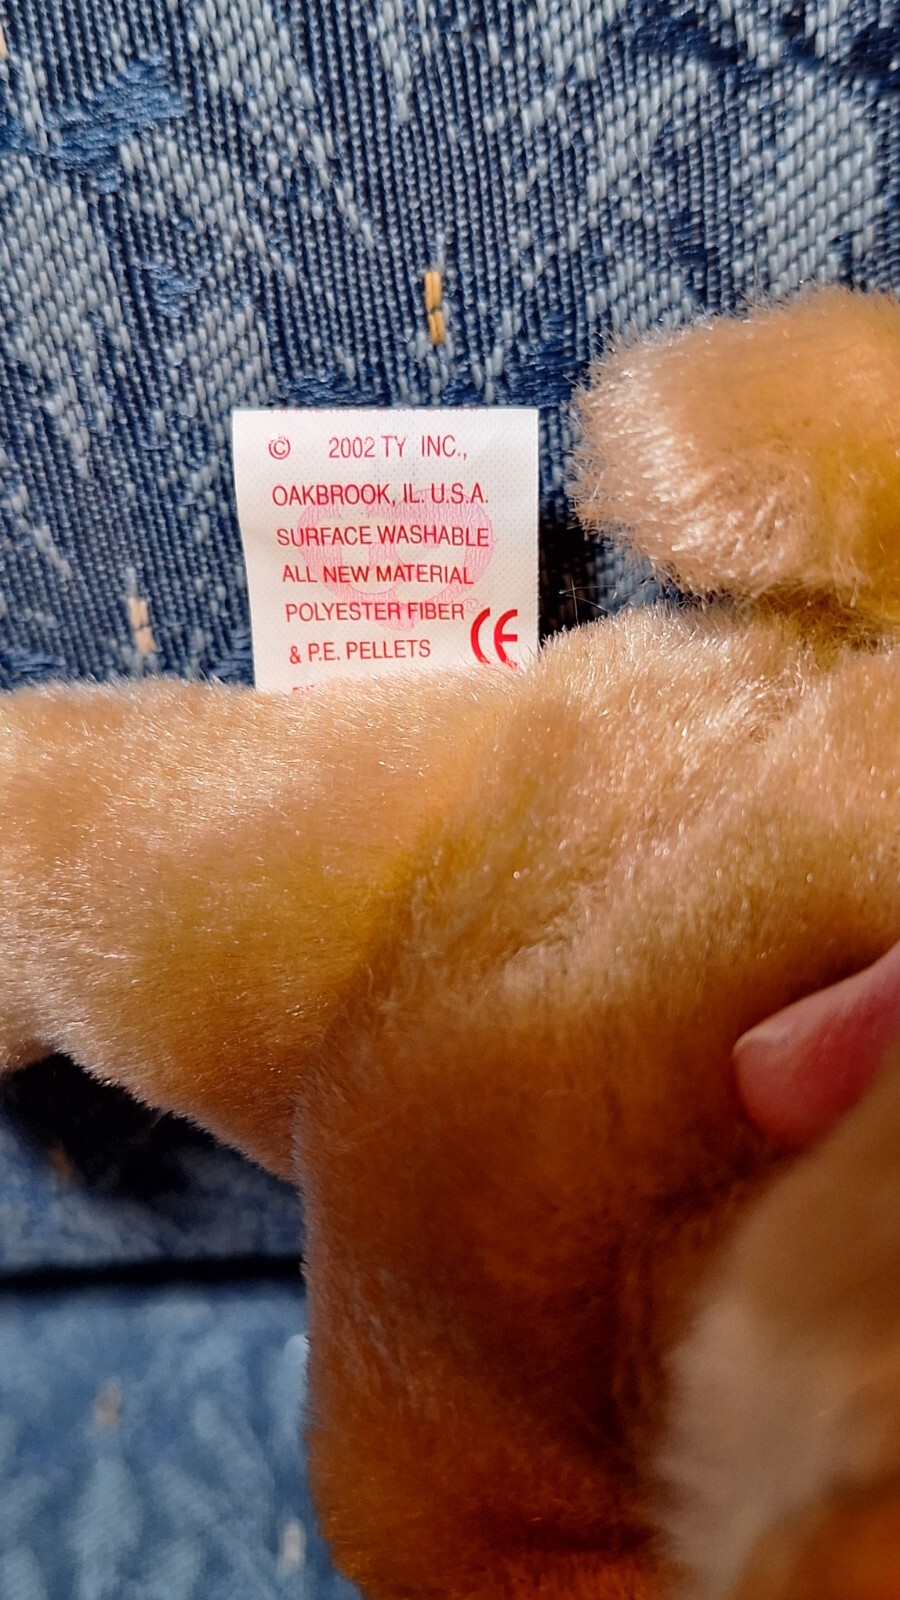 © 2002 TY INC.,
OAKBROOK, IL. U.S.A.
SURFACE WASHABLE
ALL NEW MATERIAL
POLYESTER FIBER
& P.E. PELLETS CE